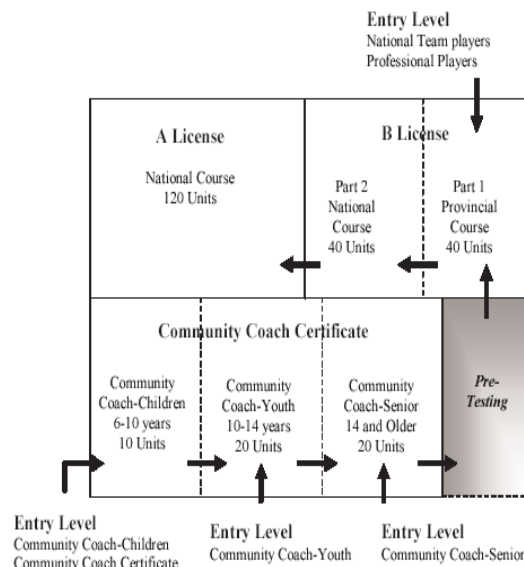 Entry Level
National Team players
Professional Players
A License
National Course
120 Units
B License
Part 2
National
Course
40 Units
Part 1
Provincial
Course
40 Units
Community Coach Certificate
Community
Coach-Children
6-10 years
10 Units
Community
Coach-Youth
10-14 years
20 Units
Community
Coach-Senior
14 and Older
20 Units
Pre-
Testing
Entry Level
Community Coach-Children
Community Coach Certificate
Entry Level
Community Coach-Youth
Entry Level
Community Coach-Senior